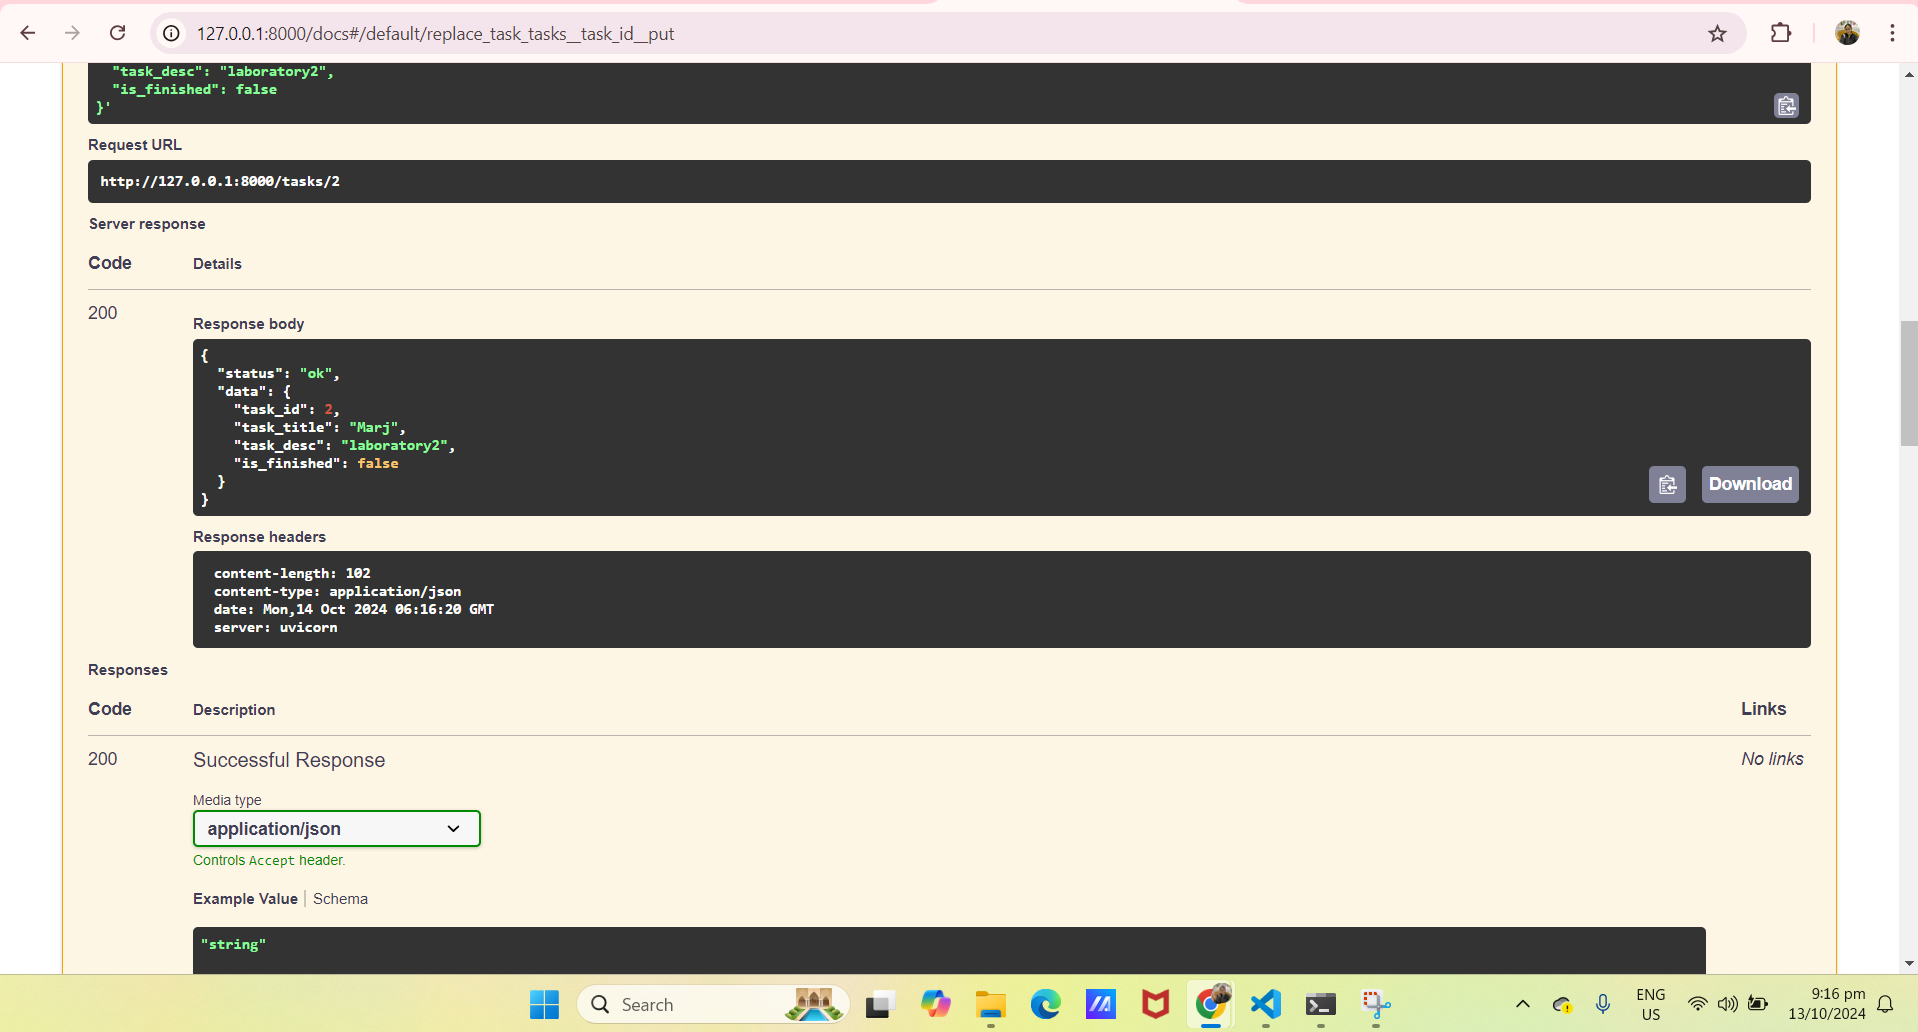 127.0.0.1:8000/docs#/default/replace_task_tasks__task_id__put
"task_desc": "laboratory2",
"is_finished": false
}'
Request URL
http://127.0.0.1:8000/tasks/2
Server response
Code Details
200
Response body
{
"status": "ok",
"data": {
"task_id": 2,
"task_title": "Marj",
"task_desc": "laboratory2",
"is_finished": false
}
}
Download
Response headers
content-length: 102
content-type: application/json
date: Mon,14 Oct 2024 06:16:20 GMT
server: uvicorn
Responses
Code Description Links
200 Successful Response No links
Media type
application/json
Controls Accept header.
Example Value | Schema
"string"
Search
ENG
US
9:16 pm
13/10/2024